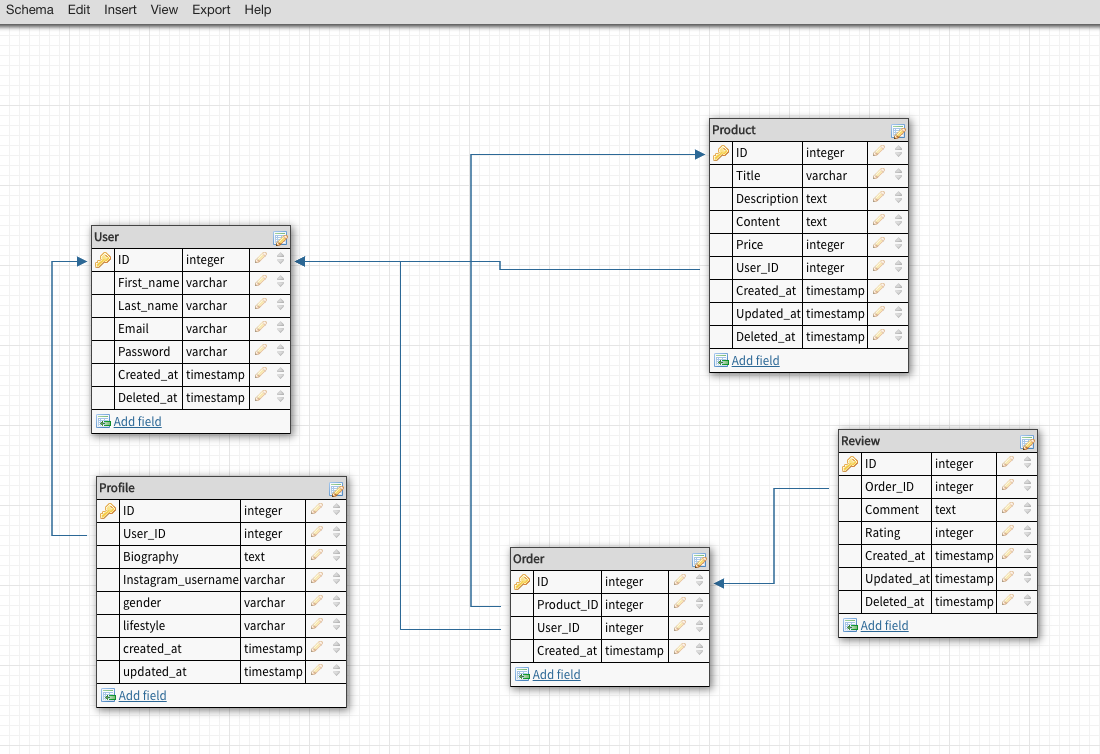 Schema Edit Insert View Export Help
Product
ID integer
Title varchar
Description text
Content text
Price integer
User_ID integer
Created_at timestamp
Updated_at timestamp
Deleted_at timestamp
Add field
User
ID integer
First_name varchar
Last_name varchar
Email varchar
Password varchar
Created_at timestamp
Deleted_at timestamp
Add field
Review
ID integer
Order_ID integer
Comment text
Rating integer
Created_at timestamp
Updated_at timestamp
Deleted_at timestamp
Add field
Profile
ID integer
User_ID integer
Biography text
Instagram_username varchar
gender varchar
lifestyle varchar
created_at timestamp
updated_at timestamp
Add field
Order
ID integer
Product_ID integer
User_ID integer
Created_at timestamp
Add field